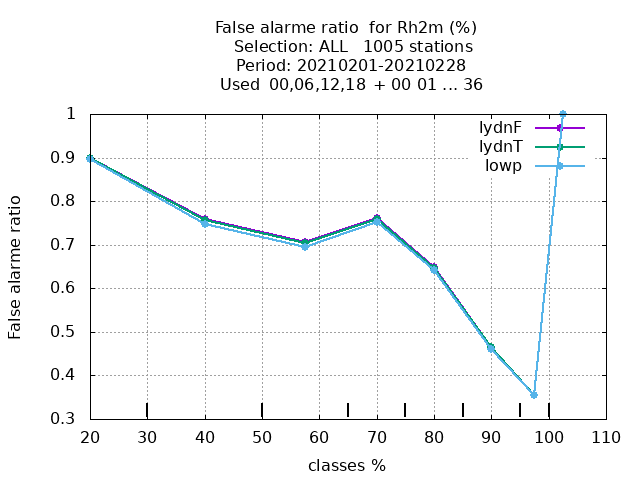 False alarme ratio for Rh2m (%)
Selection: ALL 1005 stations
Period: 20210201-20210228
Used 00,06,12,18 + 00 01 ... 36
1
0.9
0.8
0.7
0.6
0.5
0.4
0.3
False alarme ratio
lydnF
lydnT
lowp
20 30 40 50 60 70 80 90 100 110
classes %